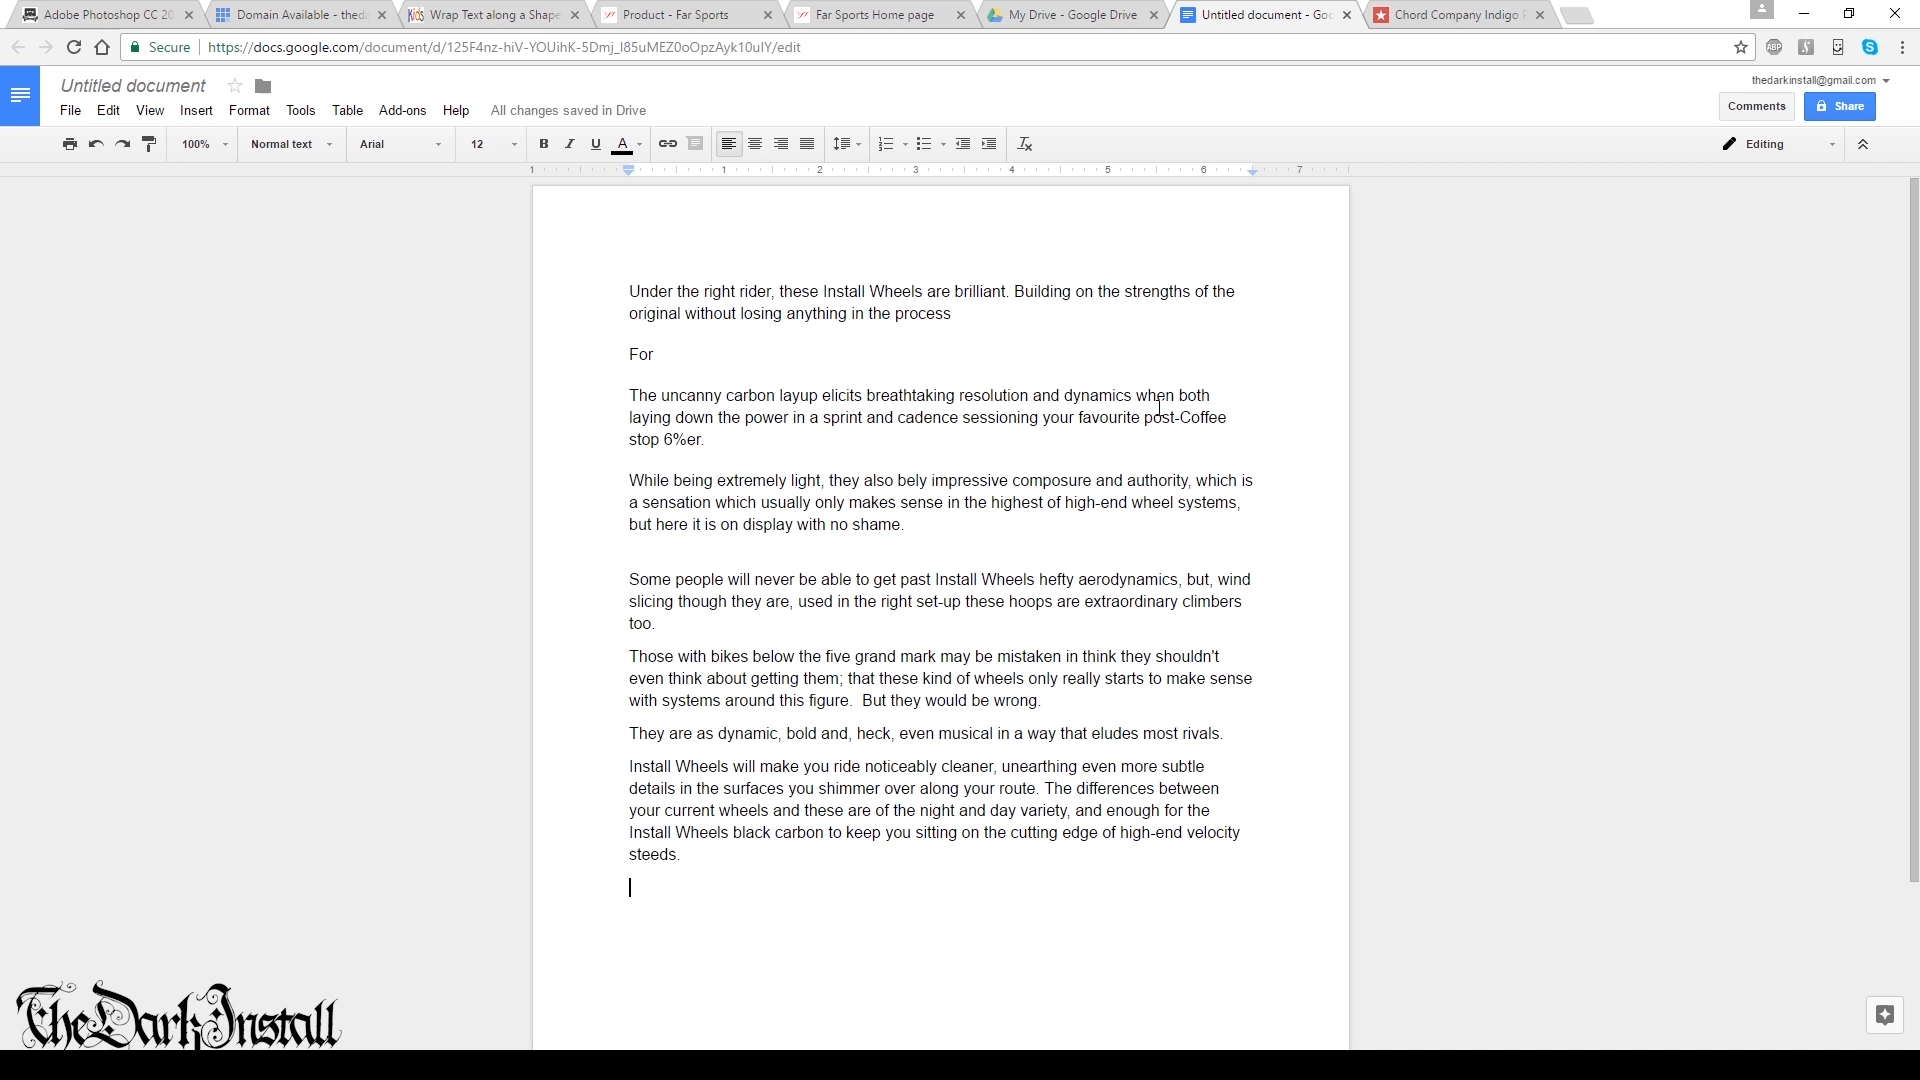 Adobe Photoshop CC 20
Domain Available - theda
Wrap Text along a Shape
Product - Far Sports
Far Sports Home page
My Drive - Google Drive
Untitled document - Goo
Chord Company Indigo P
Secure https://docs.google.com/document/d/125F4nz-hiV-YOUihK-5Dmj_l85uMEZ0oOpzAyk10uIY/edit
ABP
Untitled document
thedarkinstall@gmail.com
File Edit View Insert Format Tools Table Add-ons Help All changes saved in Drive
Comments Share
100% Normal text Arial 12 B I U A Editing
1 1 2 3 4 5 6 7
Under the right rider, these Install Wheels are brilliant. Building on the strengths of the
original without losing anything in the process
For
The uncanny carbon layup elicits breathtaking resolution and dynamics when both
laying down the power in a sprint and cadence sessioning your favourite post-Coffee
stop 6%er.
While being extremely light, they also bely impressive composure and authority, which is
a sensation which usually only makes sense in the highest of high-end wheel systems,
but here it is on display with no shame.
Some people will never be able to get past Install Wheels hefty aerodynamics, but, wind
slicing though they are, used in the right set-up these hoops are extraordinary climbers
too.
Those with bikes below the five grand mark may be mistaken in think they shouldn't
even think about getting them; that these kind of wheels only really starts to make sense
with systems around this figure.  But they would be wrong.
They are as dynamic, bold and, heck, even musical in a way that eludes most rivals.
Install Wheels will make you ride noticeably cleaner, unearthing even more subtle
details in the surfaces you shimmer over along your route. The differences between
your current wheels and these are of the night and day variety, and enough for the
Install Wheels black carbon to keep you sitting on the cutting edge of high-end velocity
steeds.
TheDarkInstall